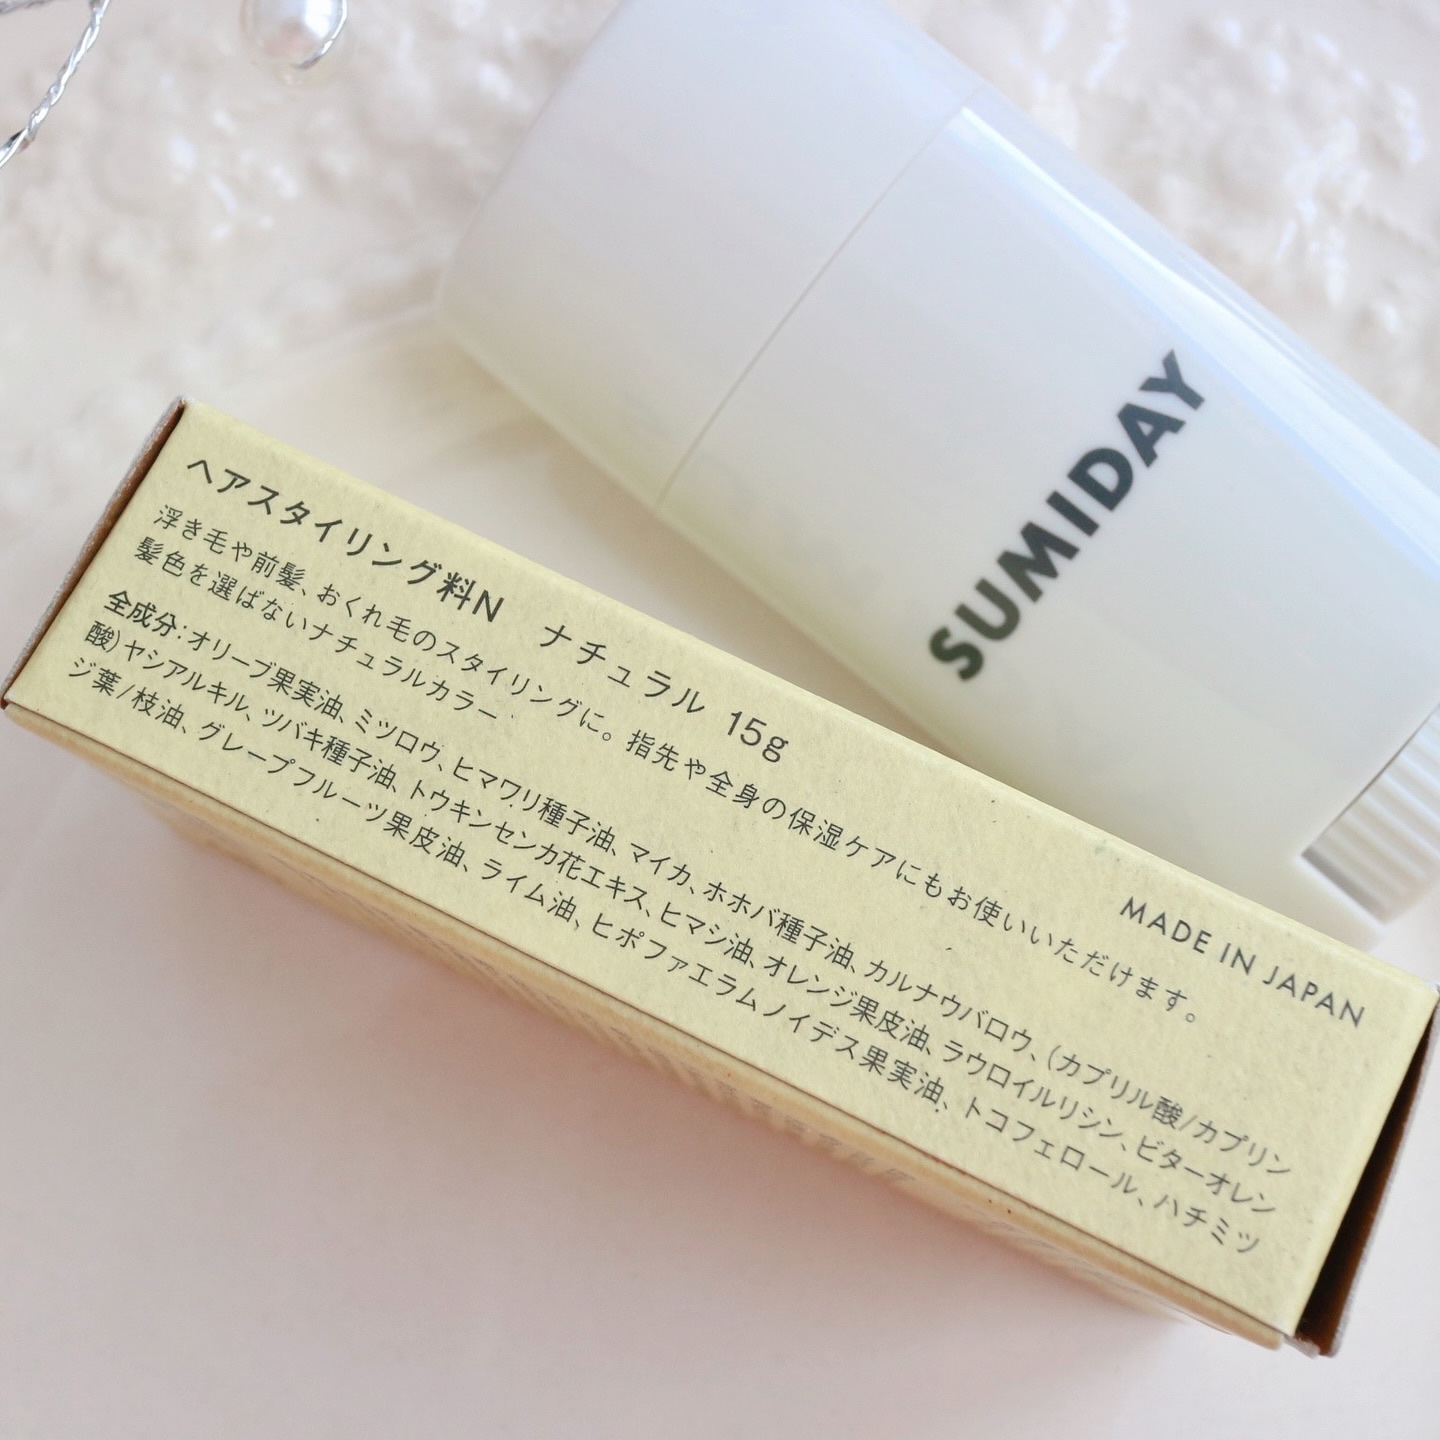 SUMIDAY
ヘアスタイリング料N　ナチュラル 15g
浮き毛や前髪、おくれ毛のスタイリングに。指先や全身の保湿ケアにもお使いいただけます。
髪色を選ばないナチュラルカラー
MADE IN JAPAN
全成分：オリーブ果実油、ミツロウ、ヒマワリ種子油、マイカ、ホホバ種子油、カルナウバロウ、（カプリル酸/カプリン
酸）ヤシアルキル、ツバキ種子油、トウキンセンカ花エキス、ヒマシ油、オレンジ果皮油、ラウロイルリシン、ビターオレン
ジ葉/枝油、グレープフルーツ果皮油、ライム油、ヒポファエラムノイデス果実油、トコフェロール、ハチミツ